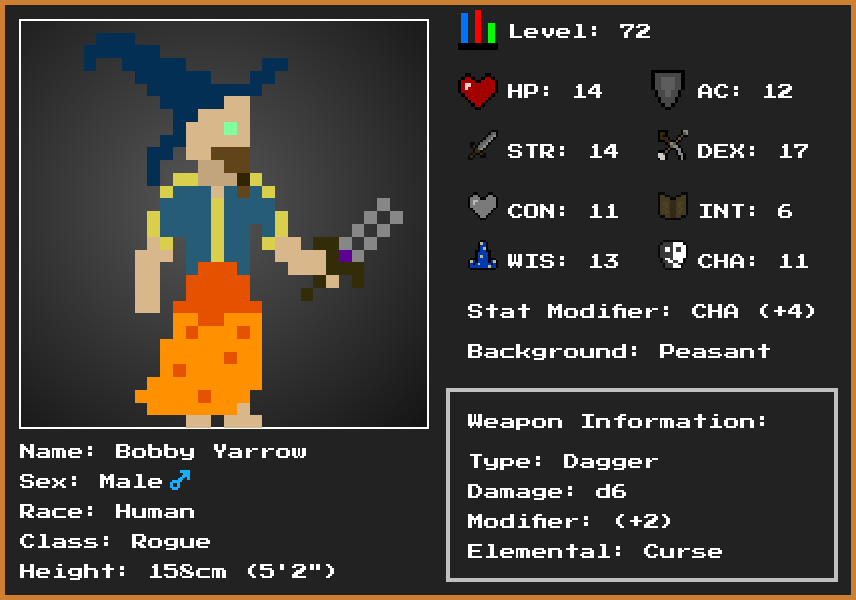 Level: 72
HP: 14 AC: 12
STR: 14 DEX: 17
CON: 11 INT: 6
WIS: 13 CHA: 11
Stat Modifier: CHA (+4)
Background: Peasant
Weapon Information:
Type: Dagger
Damage: d6
Modifier: (+2)
Elemental: Curse
Name: Bobby Yarrow
Sex: Male♂
Race: Human
Class: Rogue
Height: 158cm (5'2")